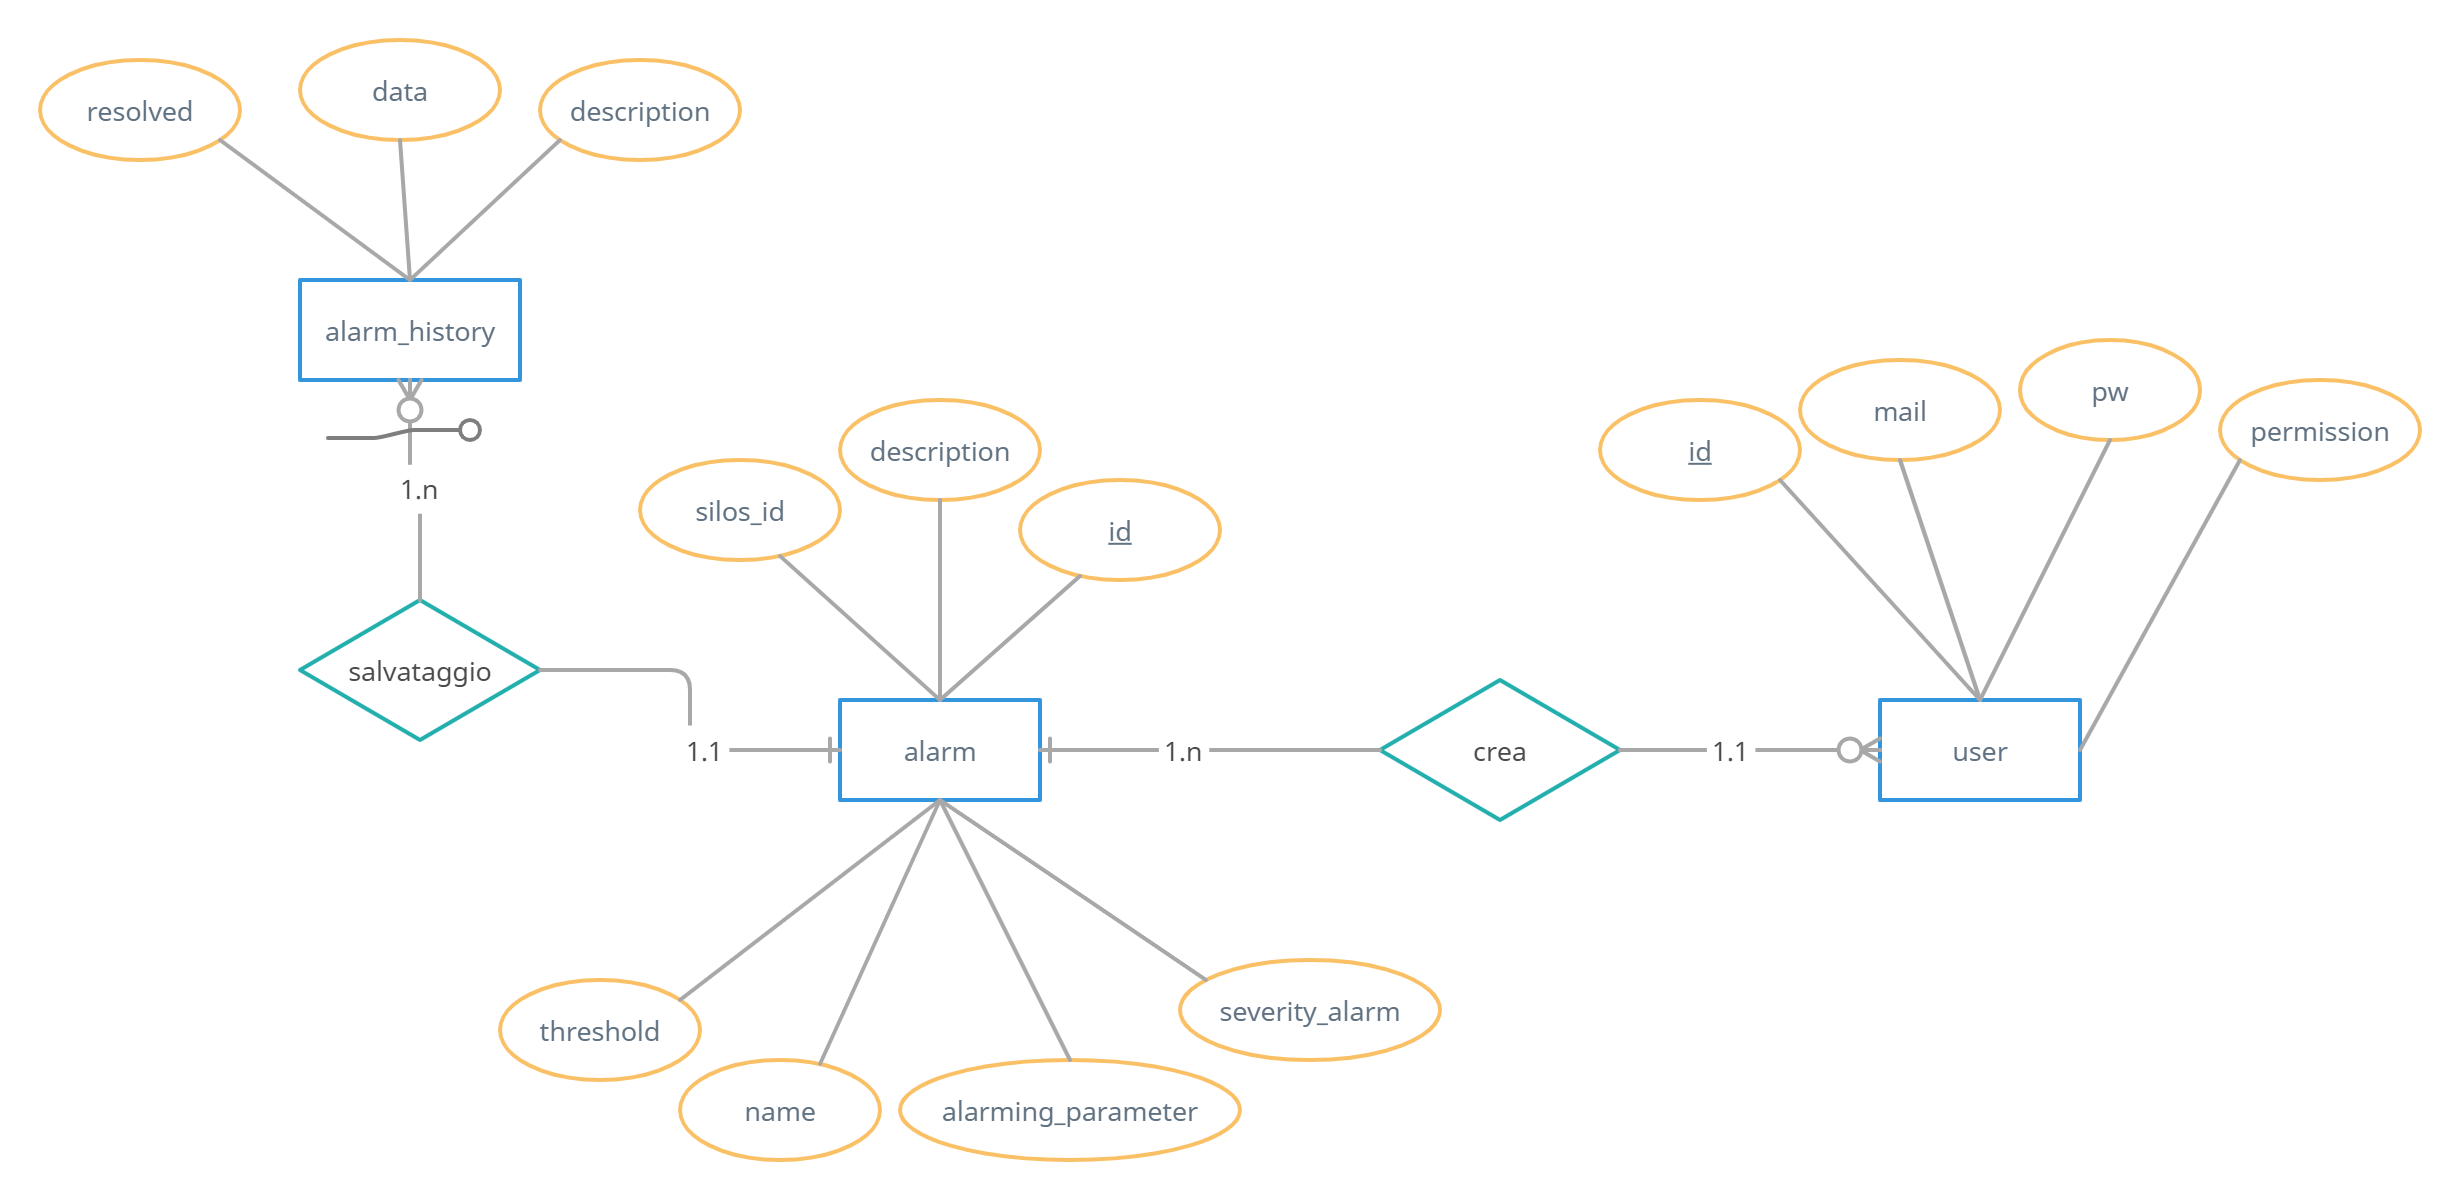 resolved
data
description
alarm_history
1.n
salvataggio
1.1
silos_id
description
id
alarm
1.n
crea
1.1
id
mail
pw
permission
user
threshold
name
alarming_parameter
severity_alarm